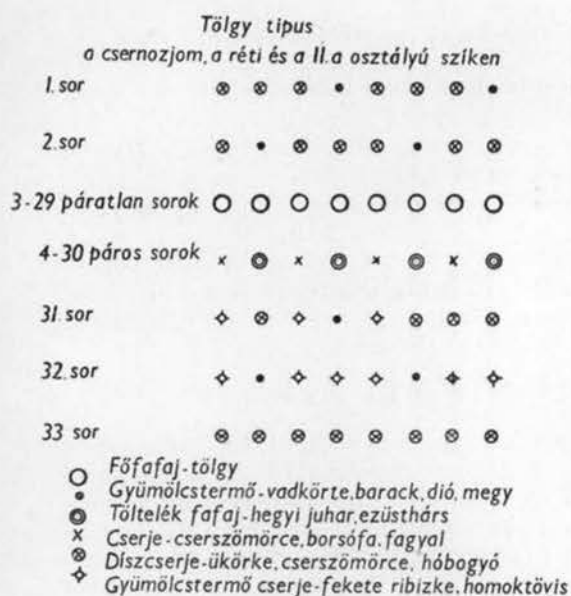 Tölgy tipus
a csernozjom, a réti és a II.a osztályú sziken
1. sor
2. sor
3-29 páratlan sorok
4-30 páros sorok
31. sor
32. sor
33 sor
Főfafaj-tölgy
Gyümölcstermő-vadkörte, barack, dió, megy
Töltelék fafaj-hegyi juhar, ezüsthárs
Cserje-cserszömörce, borsófa, fagyal
Díszcserje-ükörke, cserszömörce, hóbogyó
Gyümölcstermő cserje-fekete ribizke, homoktövis